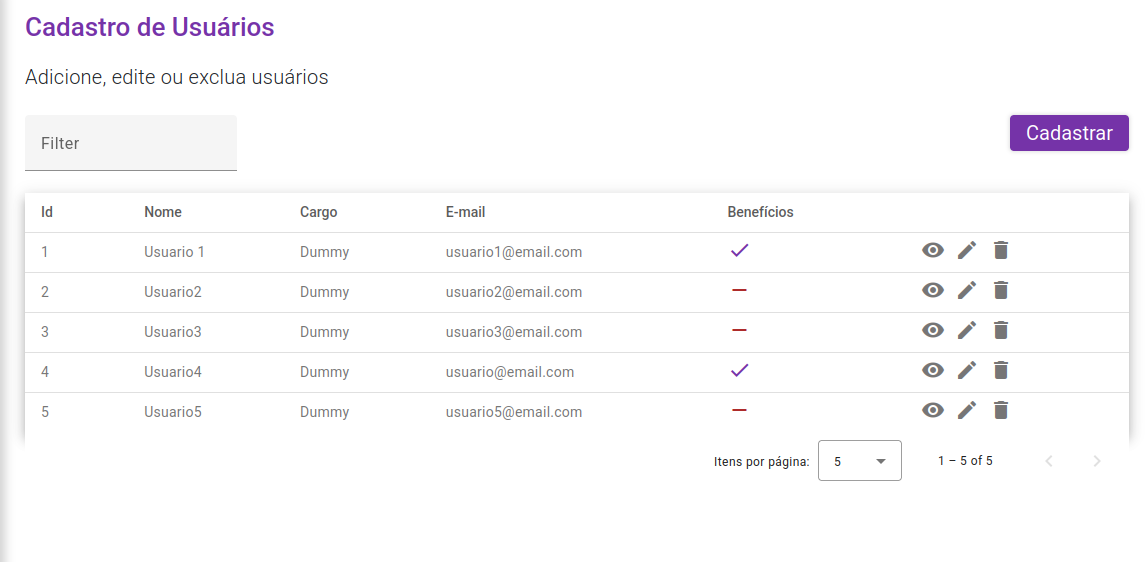 Cadastro de Usuários
Adicione, edite ou exclua usuários
Filter
Cadastrar
Id Nome Cargo E-mail Benefícios
1 Usuario 1 Dummy usuario1@email.com
2 Usuario2 Dummy usuario2@email.com
3 Usuario3 Dummy usuario3@email.com
4 Usuario4 Dummy usuario@email.com
5 Usuario5 Dummy usuario5@email.com
Itens por página: 5 1 – 5 of 5